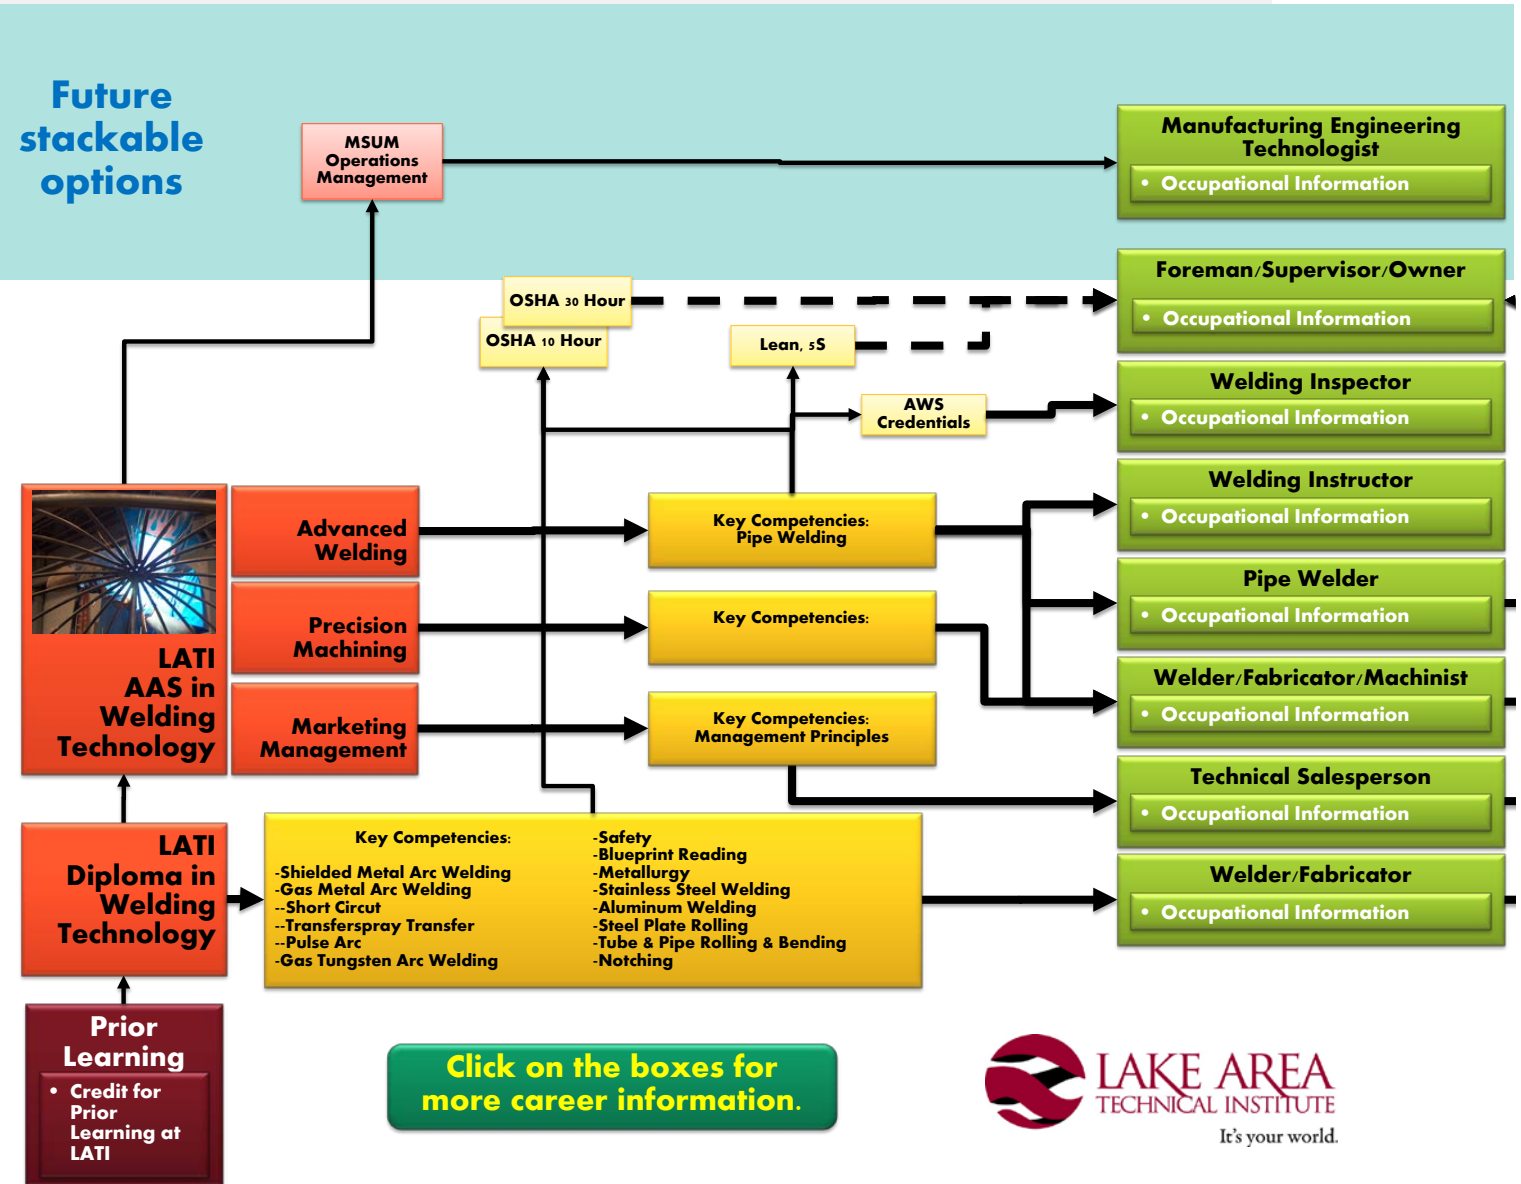 Future
stackable
options
MSUM
Operations
Management
Manufacturing Engineering
Technologist
• Occupational Information
Foreman/Supervisor/Owner
• Occupational Information
OSHA 30 Hour
OSHA 10 Hour
Lean, 5S
AWS
Credentials
Welding Inspector
• Occupational Information
Welding Instructor
• Occupational Information
Pipe Welder
• Occupational Information
Welder/Fabricator/Machinist
• Occupational Information
Technical Salesperson
• Occupational Information
Welder/Fabricator
• Occupational Information
LATI
AAS in
Welding
Technology
Advanced
Welding
Precision
Machining
Marketing
Management
Key Competencies:
Pipe Welding
Key Competencies:
Key Competencies:
Management Principles
LATI
Diploma in
Welding
Technology
Key Competencies:
-Shielded Metal Arc Welding
-Gas Metal Arc Welding
--Short Circut
--Transferspray Transfer
--Pulse Arc
-Gas Tungsten Arc Welding
-Safety
-Blueprint Reading
-Metallurgy
-Stainless Steel Welding
-Aluminum Welding
-Steel Plate Rolling
-Tube & Pipe Rolling & Bending
-Notching
Prior
Learning
• Credit for
Prior
Learning at
LATI
Click on the boxes for
more career information.
LAKE AREA
TECHNICAL INSTITUTE
It's your world.